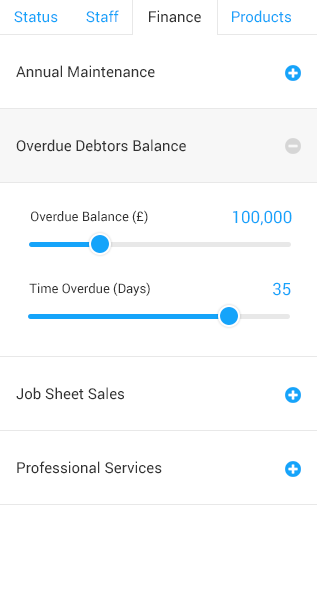 Status Staff Finance Products
Annual Maintenance
Overdue Debtors Balance
Overdue Balance (£) 100,000
Time Overdue (Days) 35
Job Sheet Sales
Professional Services